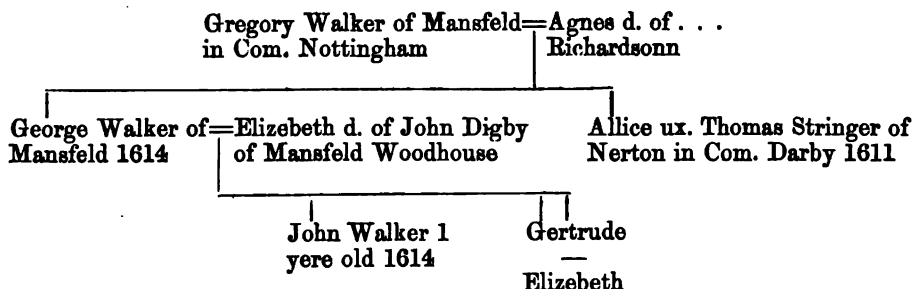 Gregory Walker of Mansfeld=Agnes d. of . . .
in Com. Nottingham Richardsonn
George Walker of=Elizebeth d. of John Digby
Mansfeld 1614 of Mansfeld Woodhouse
Allice ux. Thomas Stringer of
Nerton in Com. Darby 1611
John Walker 1
yere old 1614
Gertrude
—
Elizebeth